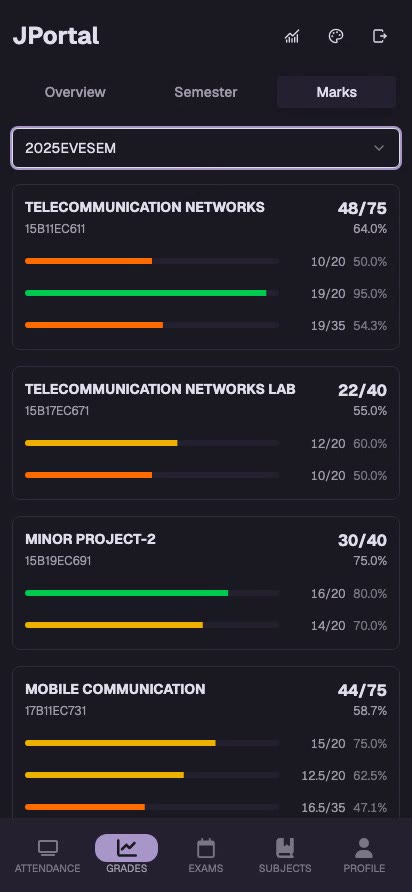 JPortal
Overview Semester Marks
2025EVESEM
TELECOMMUNICATION NETWORKS 48/75
15B11EC611 64.0%
10/20 50.0%
19/20 95.0%
19/35 54.3%
TELECOMMUNICATION NETWORKS LAB 22/40
15B17EC671 55.0%
12/20 60.0%
10/20 50.0%
MINOR PROJECT-2 30/40
15B19EC691 75.0%
16/20 80.0%
14/20 70.0%
MOBILE COMMUNICATION 44/75
17B11EC731 58.7%
15/20 75.0%
12.5/20 62.5%
16.5/35 47.1%
ATTENDANCE GRADES EXAMS SUBJECTS PROFILE